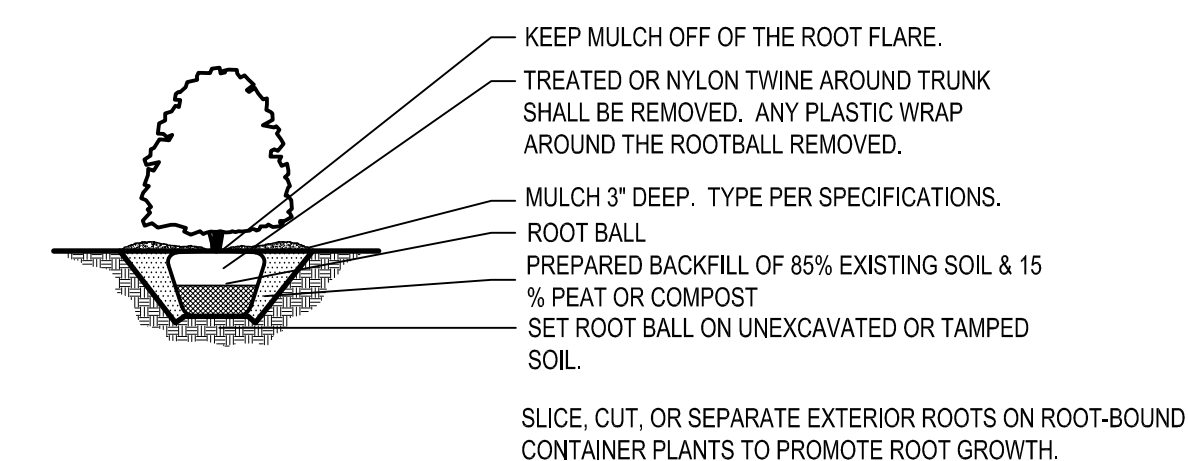 KEEP MULCH OFF OF THE ROOT FLARE.
TREATED OR NYLON TWINE AROUND TRUNK
SHALL BE REMOVED. ANY PLASTIC WRAP
AROUND THE ROOTBALL REMOVED.
MULCH 3" DEEP. TYPE PER SPECIFICATIONS.
ROOT BALL
PREPARED BACKFILL OF 85% EXISTING SOIL & 15
% PEAT OR COMPOST
SET ROOT BALL ON UNEXCAVATED OR TAMPED
SOIL.
SLICE, CUT, OR SEPARATE EXTERIOR ROOTS ON ROOT-BOUND
CONTAINER PLANTS TO PROMOTE ROOT GROWTH.